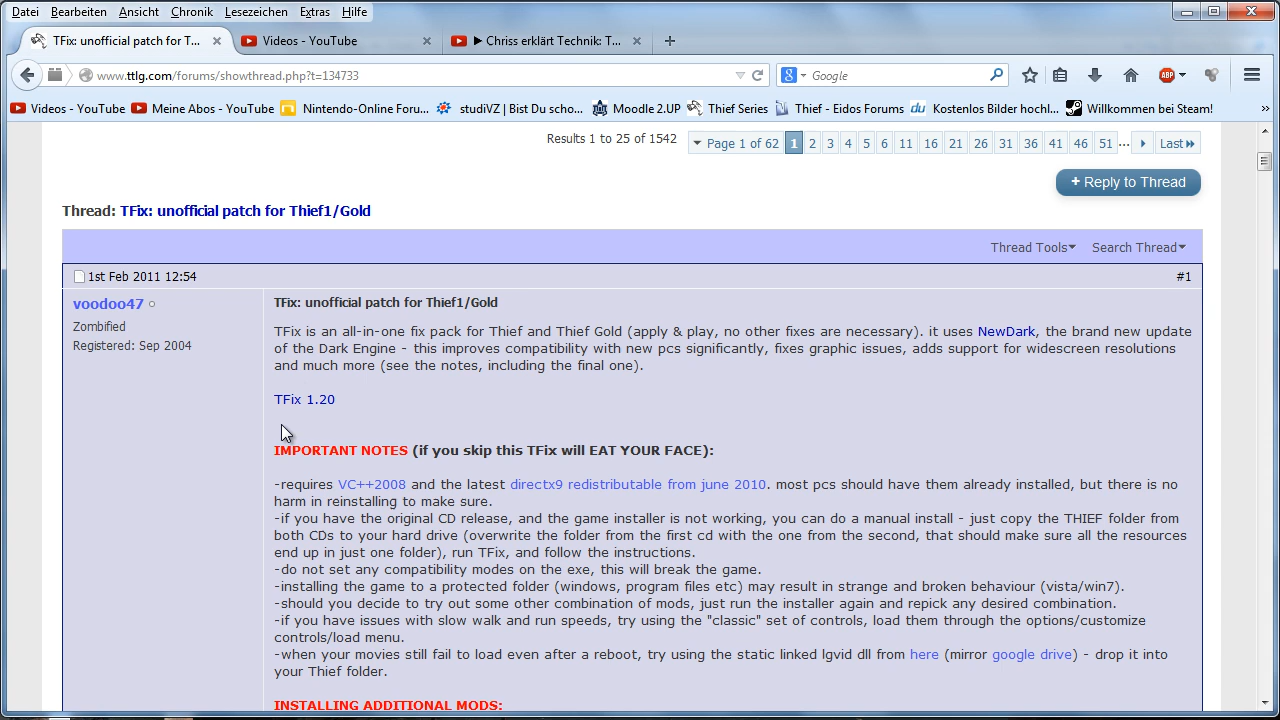 Datei Bearbeiten Ansicht Chronik Lesezeichen Extras Hilfe
TFix: unofficial patch for T... Videos - YouTube ▶ Chriss erklärt Technik: T...
www.ttlg.com/forums/showthread.php?t=134733 Google
Videos - YouTube Meine Abos - YouTube Nintendo-Online Foru... studiVZ | Bist Du scho... Moodle 2.UP Thief Series Thief - Eidos Forums Kostenlos Bilder hochl... Willkommen bei Steam! »
Results 1 to 25 of 1542 Page 1 of 62 1 2 3 4 5 6 11 16 21 26 31 36 41 46 51 ... Last
+ Reply to Thread
Thread: TFix: unofficial patch for Thief1/Gold
Thread Tools Search Thread
1st Feb 2011 12:54 #1
voodoo47
Zombified
Registered: Sep 2004
TFix: unofficial patch for Thief1/Gold
TFix is an all-in-one fix pack for Thief and Thief Gold (apply & play, no other fixes are necessary). it uses NewDark, the brand new update
of the Dark Engine - this improves compatibility with new pcs significantly, fixes graphic issues, adds support for widescreen resolutions
and much more (see the notes, including the final one).
TFix 1.20
IMPORTANT NOTES (if you skip this TFix will EAT YOUR FACE):
-requires VC++2008 and the latest directx9 redistributable from june 2010. most pcs should have them already installed, but there is no
harm in reinstalling to make sure.
-if you have the original CD release, and the game installer is not working, you can do a manual install - just copy the THIEF folder from
both CDs to your hard drive (overwrite the folder from the first cd with the one from the second, that should make sure all the resources
end up in just one folder), run TFix, and follow the instructions.
-do not set any compatibility modes on the exe, this will break the game.
-installing the game to a protected folder (windows, program files etc) may result in strange and broken behaviour (vista/win7).
-should you decide to try out some other combination of mods, just run the installer again and repick any desired combination.
-if you have issues with slow walk and run speeds, try using the "classic" set of controls, load them through the options/customize
controls/load menu.
-when your movies still fail to load even after a reboot, try using the static linked lgvid dll from here (mirror google drive) - drop it into
your Thief folder.
INSTALLING ADDITIONAL MODS: